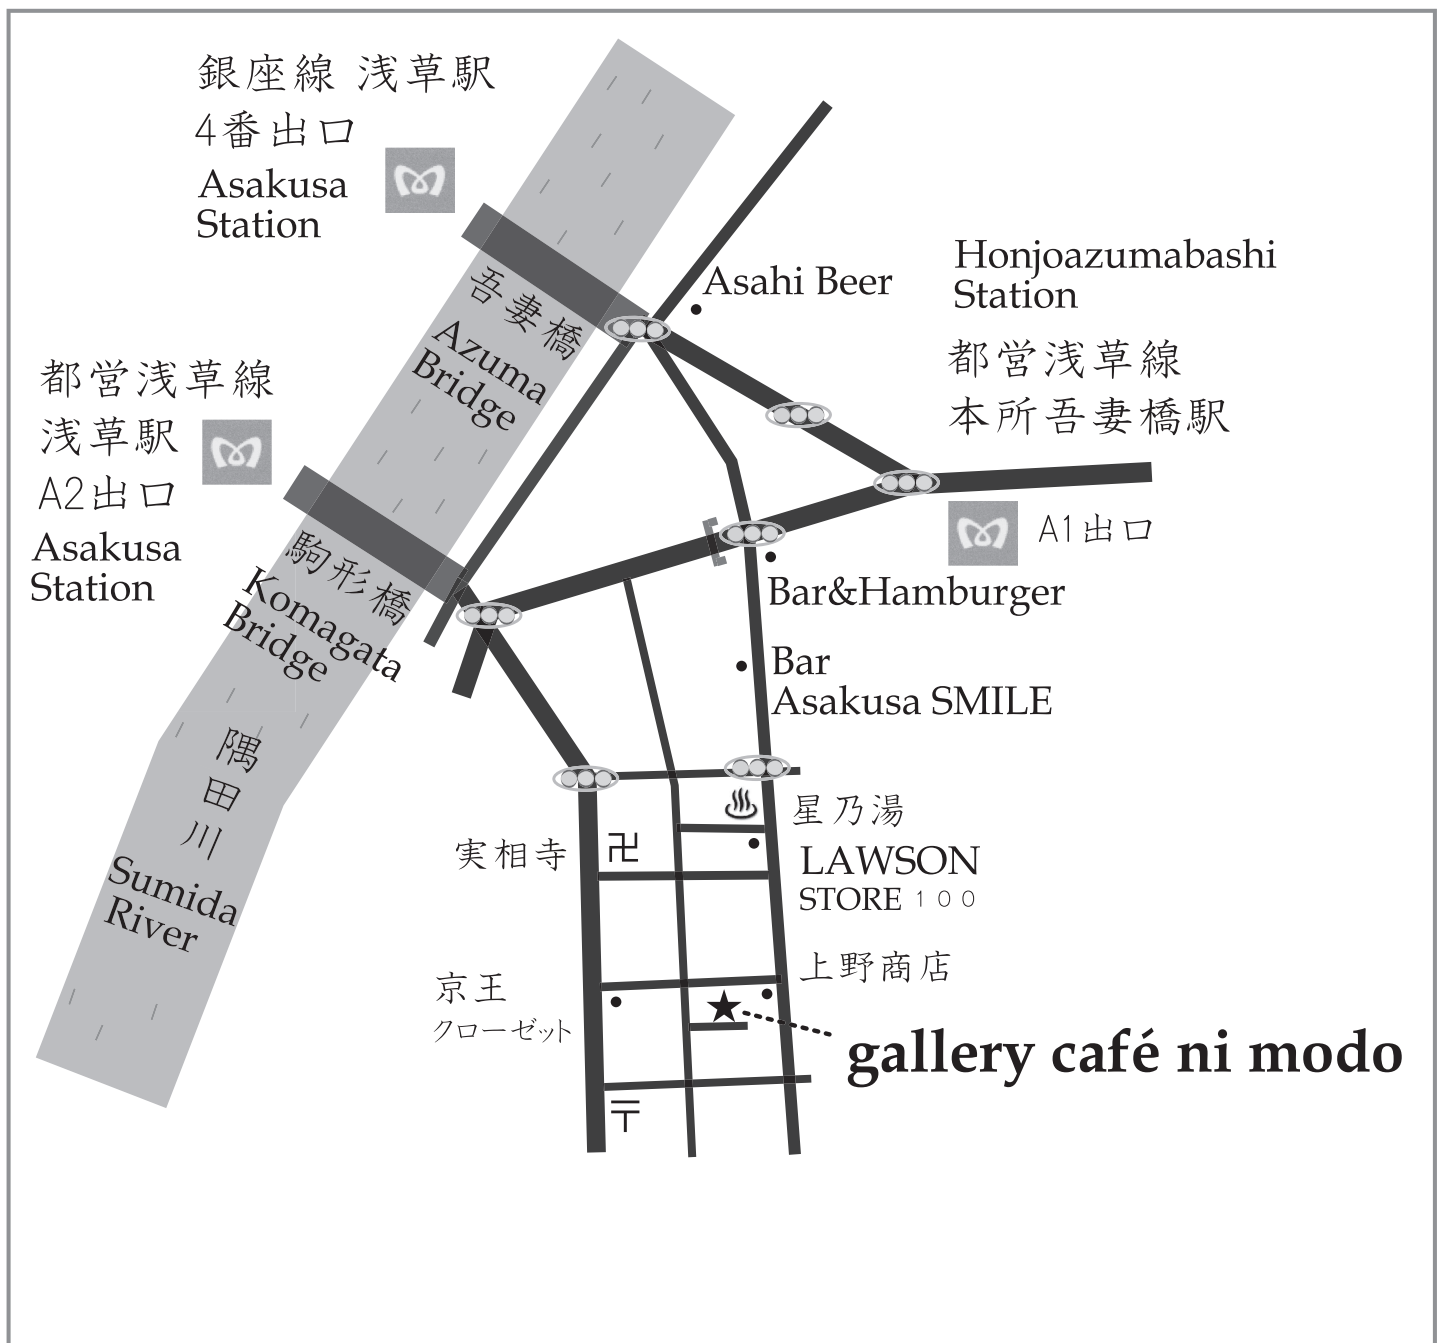 銀座線 浅草駅
4番出口
Asakusa
Station
吾妻橋
Azuma
Bridge
Asahi Beer
Honjoazumabashi
Station
都営浅草線
本所吾妻橋駅
A1出口
都営浅草線
浅草駅
A2出口
Asakusa
Station
駒形橋
Komagata
Bridge
Bar&Hamburger
Bar
Asakusa SMILE
隅田川
Sumida
River
星乃湯
実相寺
卍
LAWSON
STORE 100
上野商店
京王
クローゼット
gallery café ni modo
〒